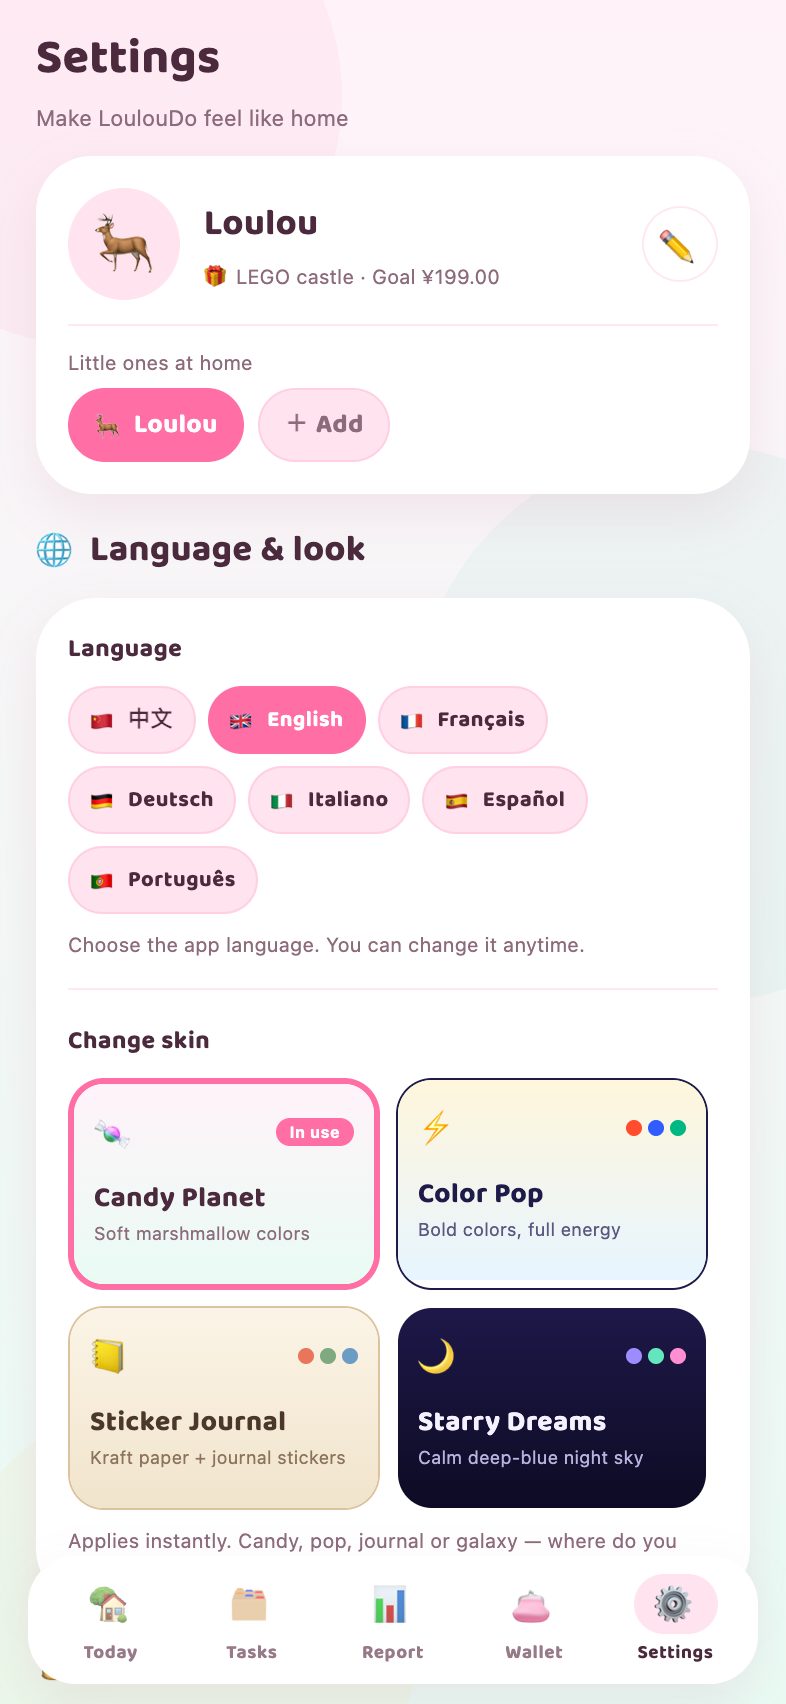 Settings
Make LoulouDo feel like home
Loulou
LEGO castle · Goal ¥199.00
Little ones at home
Loulou
+ Add
Language & look
Language
中文
English
Français
Deutsch
Italiano
Español
Português
Choose the app language. You can change it anytime.
Change skin
In use
Candy Planet
Soft marshmallow colors
Color Pop
Bold colors, full energy
Sticker Journal
Kraft paper + journal stickers
Starry Dreams
Calm deep-blue night sky
Applies instantly. Candy, pop, journal or galaxy — where do you
Today
Tasks
Report
Wallet
Settings